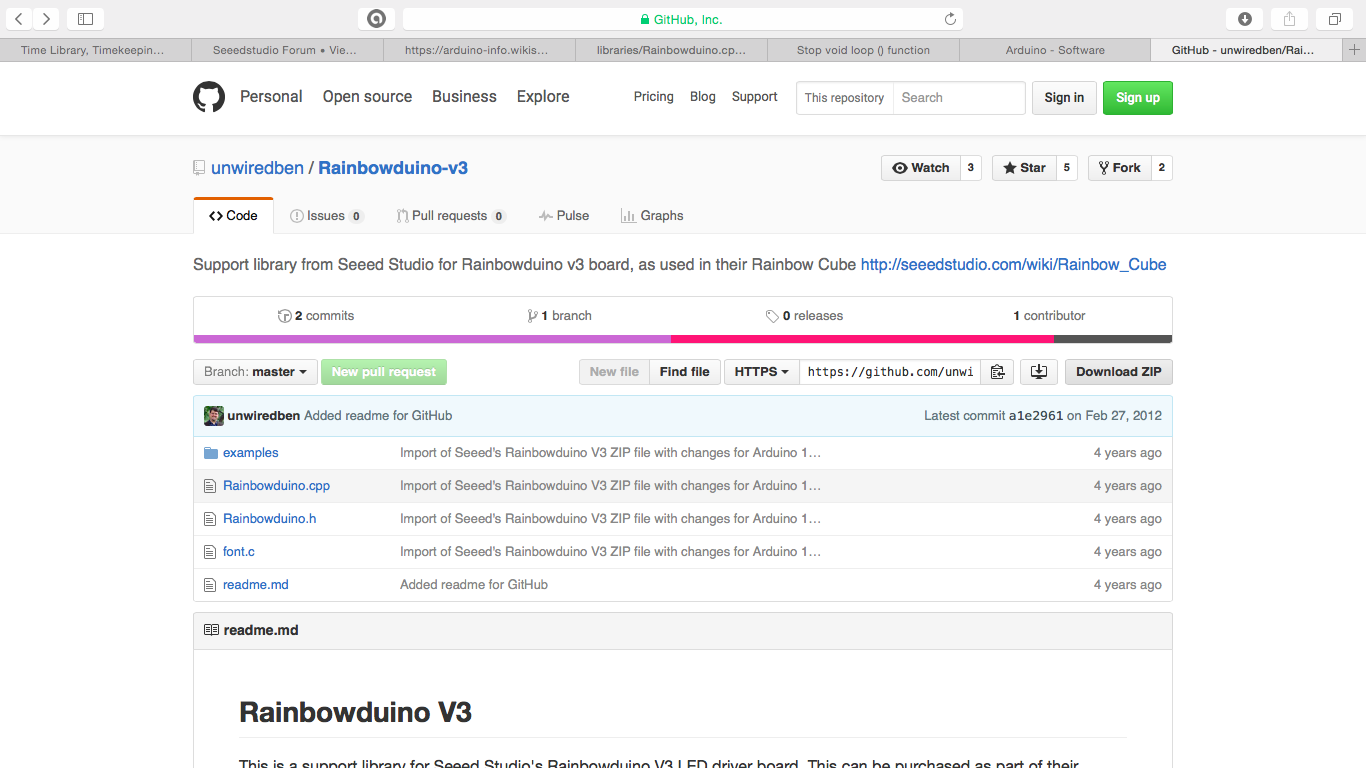 GitHub, Inc.
Time Library, Timekeepin…
Seeedstudio Forum • Vie…
https://arduino-info.wikis…
libraries/Rainbowduino.cp…
Stop void loop () function
Arduino - Software
GitHub - unwiredben/Rai…
Personal Open source Business Explore Pricing Blog Support This repository Search Sign in Sign up
unwiredben / Rainbowduino-v3 Watch 3 Star 5 Fork 2
Code Issues 0 Pull requests 0 Pulse Graphs
Support library from Seeed Studio for Rainbowduino v3 board, as used in their Rainbow Cube http://seeedstudio.com/wiki/Rainbow_Cube
2 commits 1 branch 0 releases 1 contributor
Branch: master New pull request New file Find file HTTPS https://github.com/unwi Download ZIP
unwiredben Added readme for GitHub Latest commit a1e2961 on Feb 27, 2012
examples Import of Seeed's Rainbowduino V3 ZIP file with changes for Arduino 1… 4 years ago
Rainbowduino.cpp Import of Seeed's Rainbowduino V3 ZIP file with changes for Arduino 1… 4 years ago
Rainbowduino.h Import of Seeed's Rainbowduino V3 ZIP file with changes for Arduino 1… 4 years ago
font.c Import of Seeed's Rainbowduino V3 ZIP file with changes for Arduino 1… 4 years ago
readme.md Added readme for GitHub 4 years ago
readme.md
Rainbowduino V3
This is a support library for Seeed Studio's Rainbowduino V3 LED driver board. This can be purchased as part of their